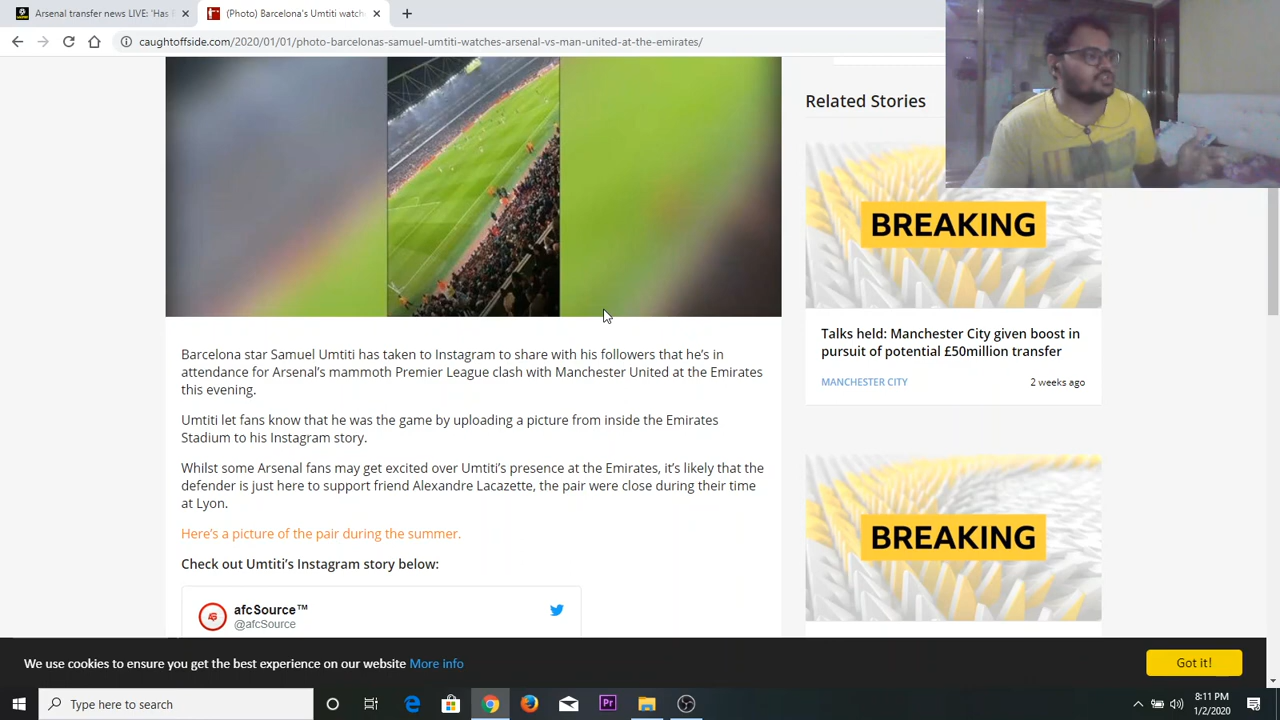 Arsenal transfer news LIVE: 'Has
(Photo) Barcelona's Umtiti watch
caughtoffside.com/2020/01/01/photo-barcelonas-samuel-umtiti-watches-arsenal-vs-man-united-at-the-emirates/
Related Stories
BREAKING
Talks held: Manchester City given boost in
pursuit of potential £50million transfer
MANCHESTER CITY 2 weeks ago
Barcelona star Samuel Umtiti has taken to Instagram to share with his followers that he's in
attendance for Arsenal's mammoth Premier League clash with Manchester United at the Emirates
this evening.
Umtiti let fans know that he was the game by uploading a picture from inside the Emirates
Stadium to his Instagram story.
Whilst some Arsenal fans may get excited over Umtiti's presence at the Emirates, it's likely that the
defender is just here to support friend Alexandre Lacazette, the pair were close during their time
at Lyon.
Here's a picture of the pair during the summer.
Check out Umtiti's Instagram story below:
BREAKING
afcSource™
@afcSource
We use cookies to ensure you get the best experience on our website More info
Got it!
Type here to search
Pr
8:11 PM
1/2/2020